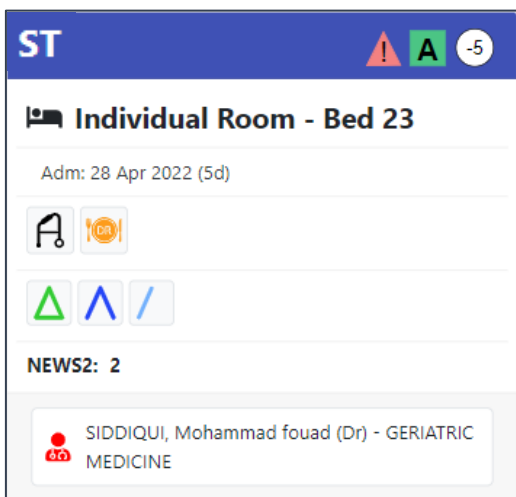 ST
! A -5
Individual Room - Bed 23
Adm: 28 Apr 2022 (5d)
DR
NEWS2: 2
SIDDIQUI, Mohammad fouad (Dr) - GERIATRIC
MEDICINE